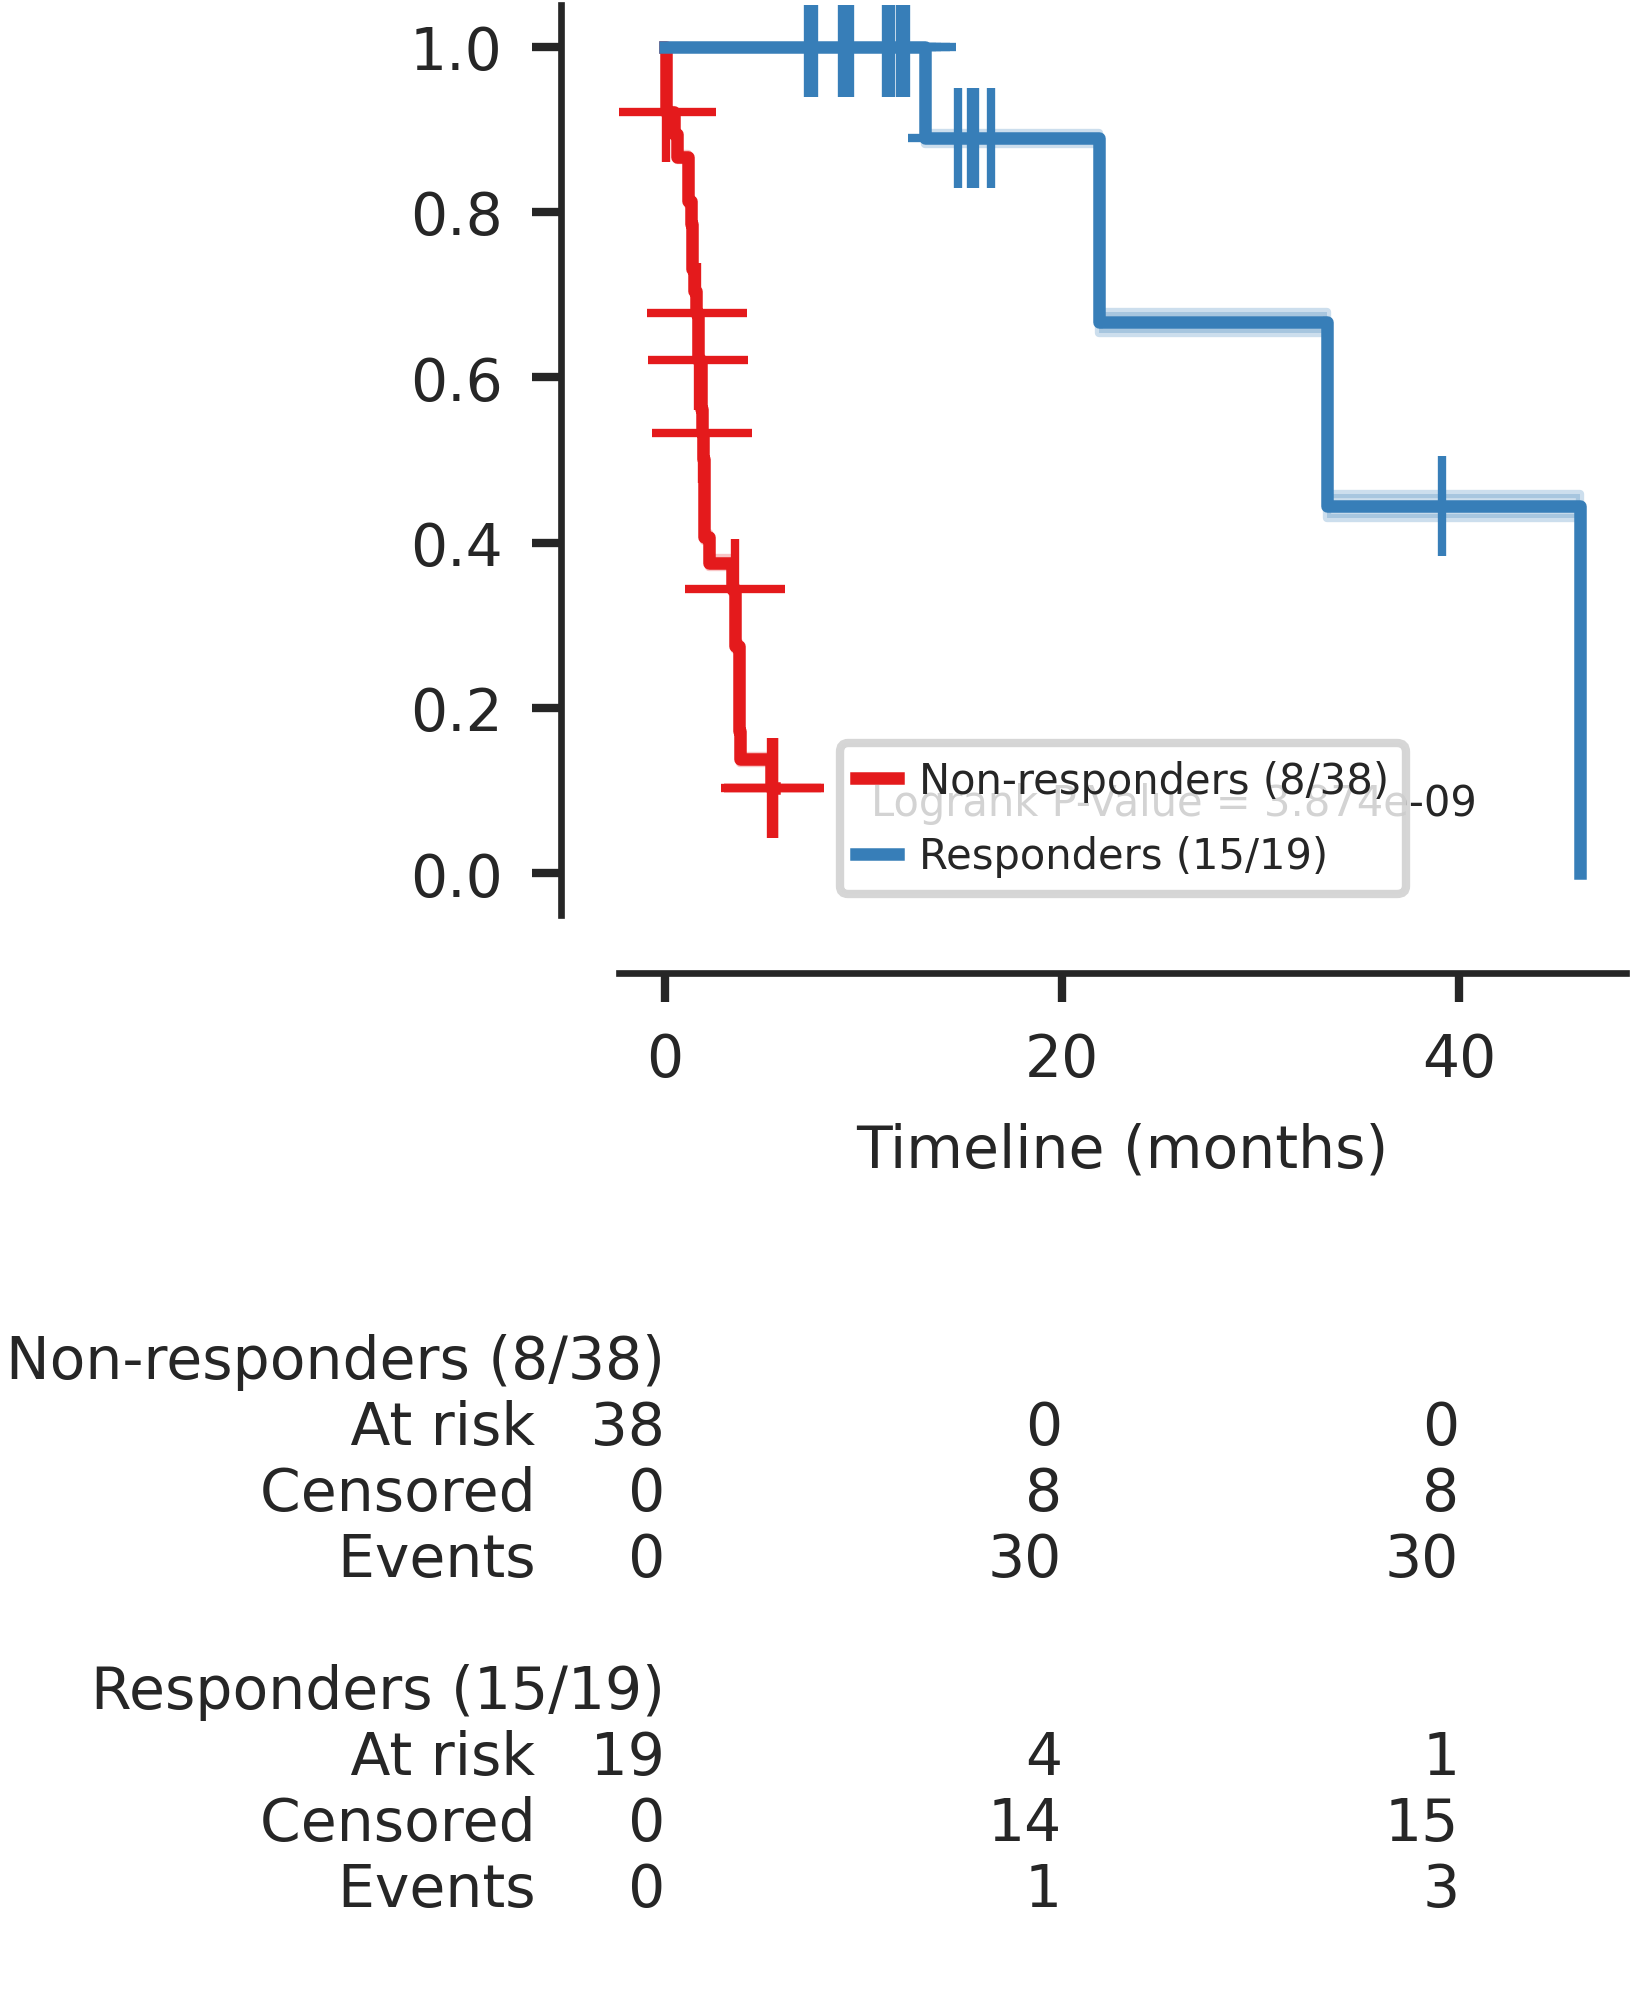 1.0
0.8
0.6
0.4
0.2
0.0
Non-responders (8/38)
Logrank P-Value = 3.874e-09
Responders (15/19)
0 20 40
Timeline (months)
Non-responders (8/38)
At risk 38 0 0
Censored 0 8 8
Events 0 30 30
Responders (15/19)
At risk 19 4 1
Censored 0 14 15
Events 0 1 3